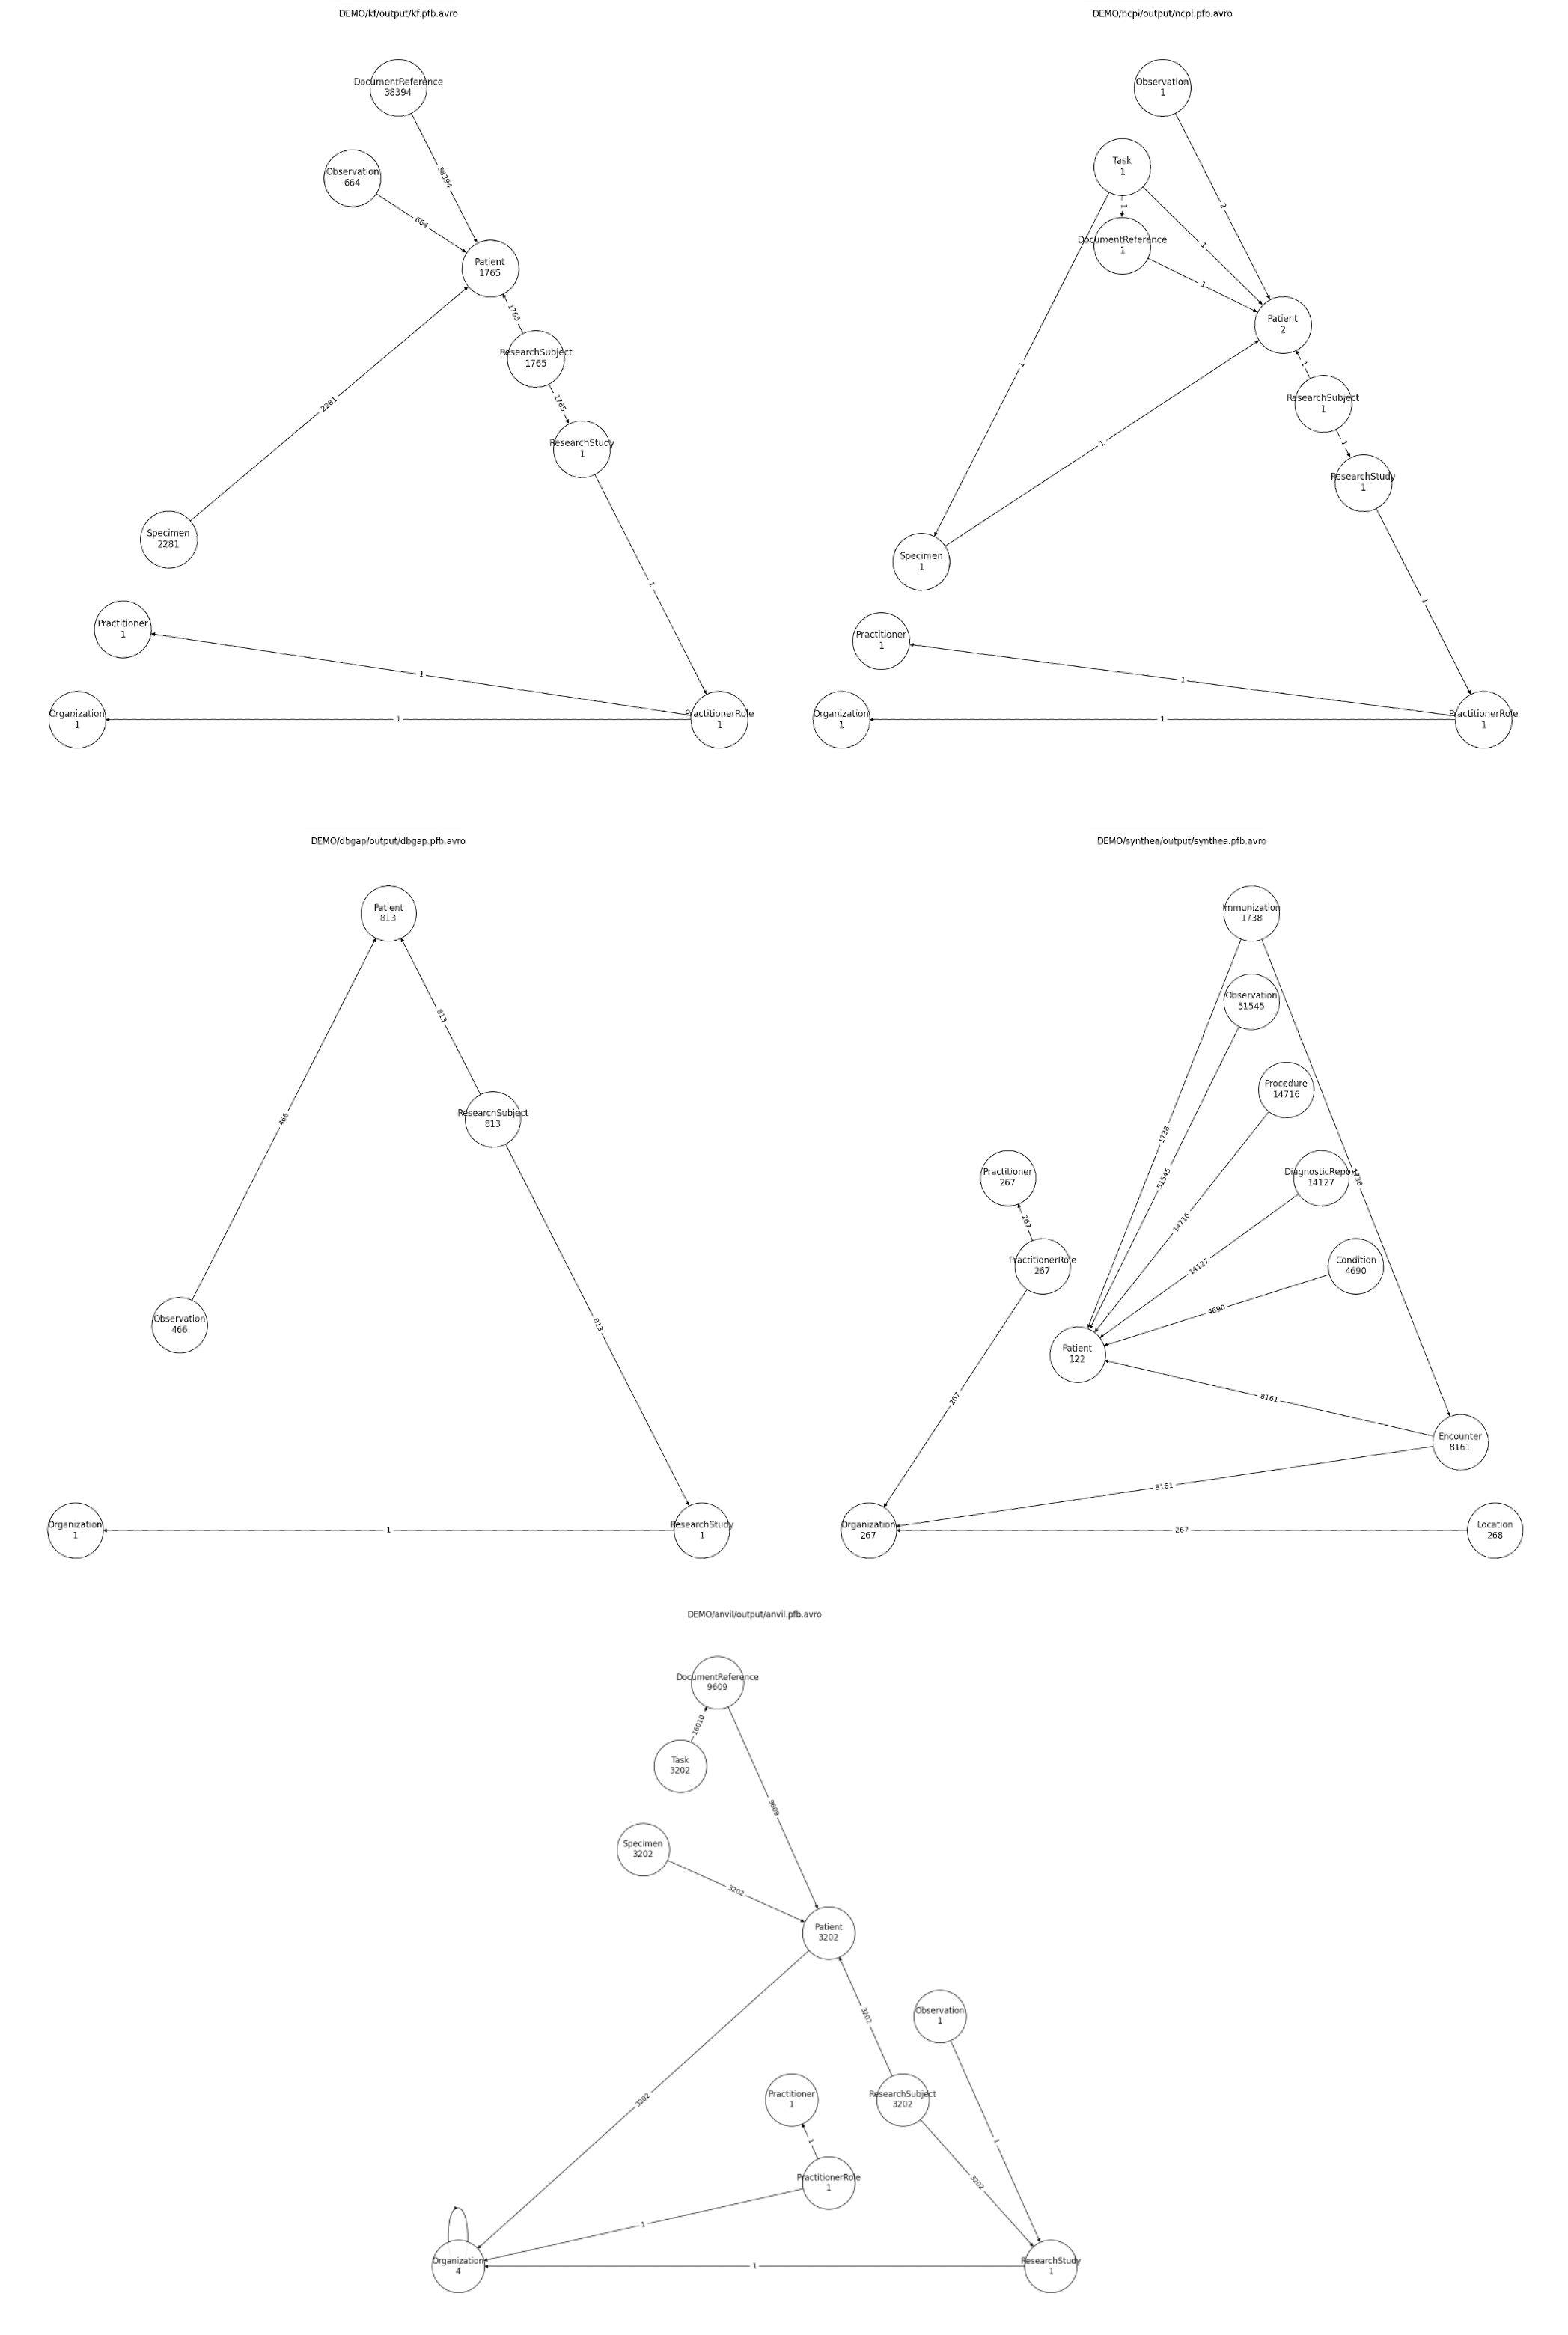 DEMO/kf/output/kf.pfb.avro
DocumentReference
38394
38394
Observation
664
664
Patient
1765
1765
ResearchSubject
1765
1765
ResearchStudy
1
2281
Specimen
2281
1
Practitioner
1
1
Organization
1
1
PractitionerRole
1
DEMO/ncpi/output/ncpi.pfb.avro
Observation
1
Task
1
1
2
DocumentReference
1
1
1
Patient
2
1
1
ResearchSubject
1
1
1
ResearchStudy
1
Specimen
1
1
Practitioner
1
1
Organization
1
1
PractitionerRole
1
DEMO/dbgap/output/dbgap.pfb.avro
Patient
813
813
466
ResearchSubject
813
Observation
466
813
Organization
1
1
ResearchStudy
1
DEMO/synthea/output/synthea.pfb.avro
Immunization
1738
Observation
51545
Procedure
14716
1738
Practitioner
267
51545
DiagnosticReport
14127
1738
267
14716
PractitionerRole
267
14127
Condition
4690
4690
Patient
122
267
8161
Encounter
8161
8161
Organization
267
267
Location
268
DEMO/anvil/output/anvil.pfb.avro
DocumentReference
9609
16010
Task
3202
9609
Specimen
3202
3202
Patient
3202
3202
Observation
1
3202
Practitioner
1
ResearchSubject
3202
1
1
PractitionerRole
1
3202
1
Organization
4
1
ResearchStudy
1